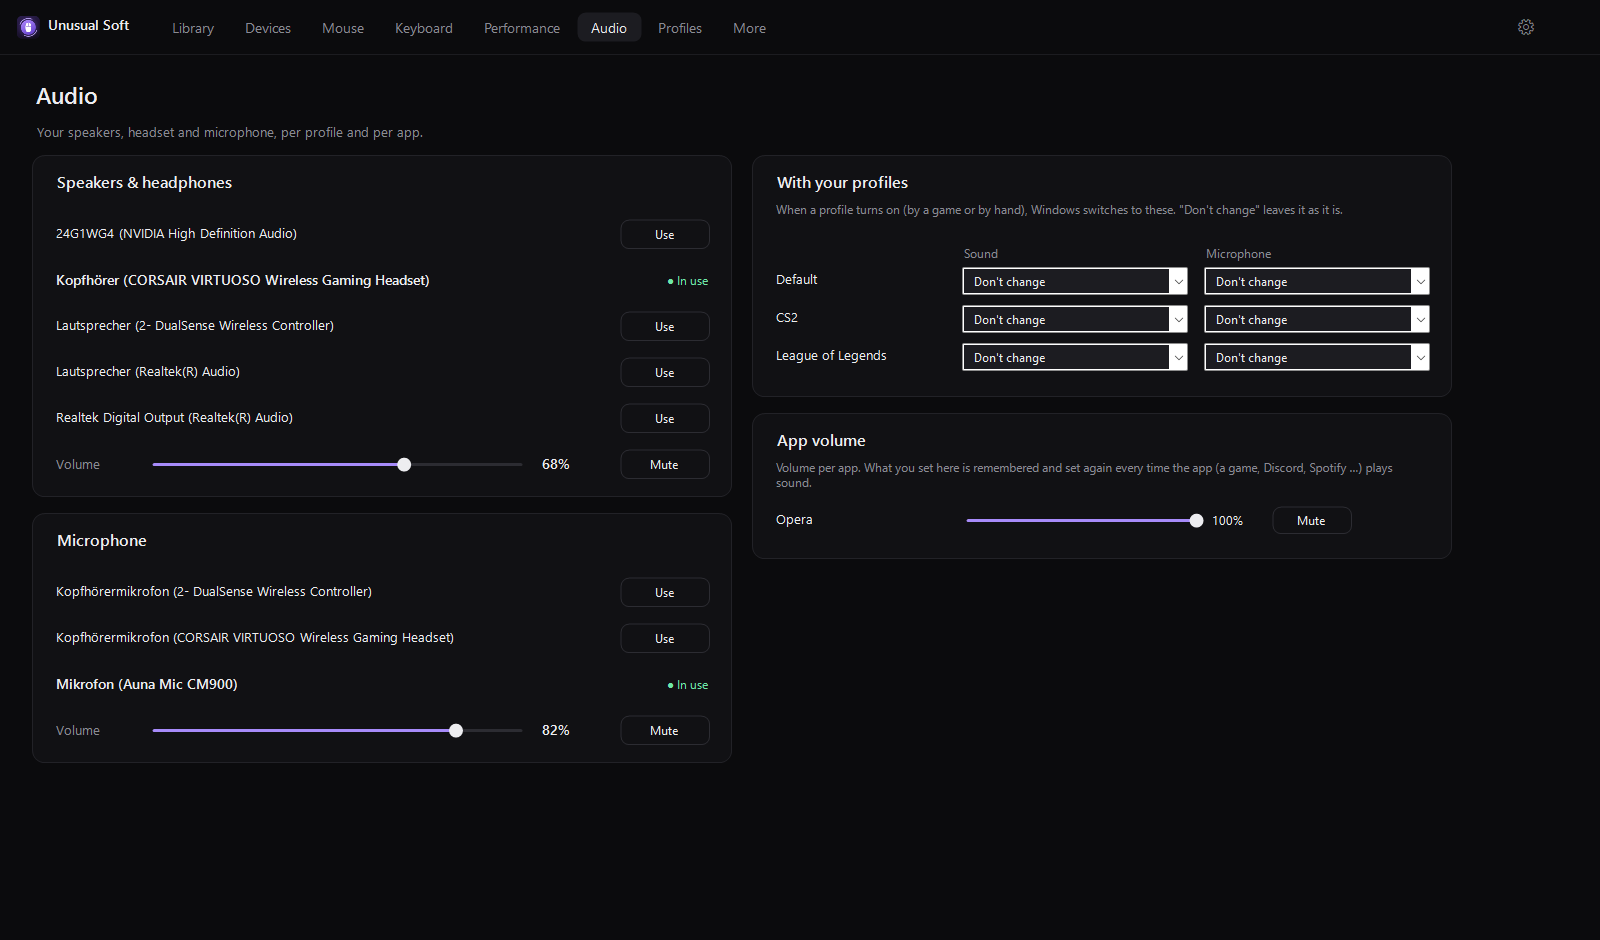 Unusual Soft
Library
Devices
Mouse
Keyboard
Performance
Audio
Profiles
More
Audio
Your speakers, headset and microphone, per profile and per app.
Speakers & headphones
24G1WG4 (NVIDIA High Definition Audio)
Use
Kopfhörer (CORSAIR VIRTUOSO Wireless Gaming Headset)
In use
Lautsprecher (2- DualSense Wireless Controller)
Use
Lautsprecher (Realtek(R) Audio)
Use
Realtek Digital Output (Realtek(R) Audio)
Use
Volume
68%
Mute
Microphone
Kopfhörermikrofon (2- DualSense Wireless Controller)
Use
Kopfhörermikrofon (CORSAIR VIRTUOSO Wireless Gaming Headset)
Use
Mikrofon (Auna Mic CM900)
In use
Volume
82%
Mute
With your profiles
When a profile turns on (by a game or by hand), Windows switches to these. "Don't change" leaves it as it is.
Sound
Microphone
Default
Don't change
Don't change
CS2
Don't change
Don't change
League of Legends
Don't change
Don't change
App volume
Volume per app. What you set here is remembered and set again every time the app (a game, Discord, Spotify ...) plays
sound.
Opera
100%
Mute